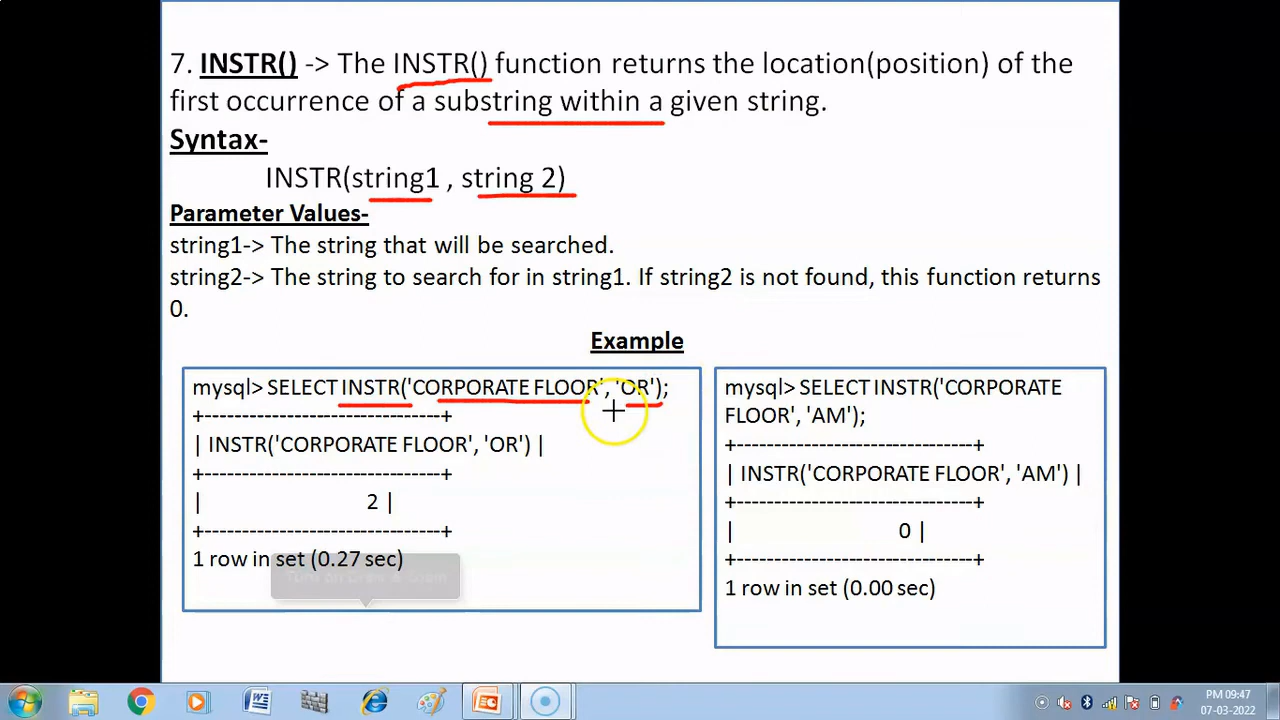 7. INSTR() -> The INSTR() function returns the location(position) of the
first occurrence of a substring within a given string.
Syntax-
INSTR(string1 , string 2)
Parameter Values-
string1-> The string that will be searched.
string2-> The string to search for in string1. If string2 is not found, this function returns
0.
Example
mysql> SELECT INSTR('CORPORATE FLOOR', 'OR');
+--------------------------------+
| INSTR('CORPORATE FLOOR', 'OR') |
+--------------------------------+
| 2 |
+--------------------------------+
1 row in set (0.27 sec)
mysql> SELECT INSTR('CORPORATE
FLOOR', 'AM');
+--------------------------------+
| INSTR('CORPORATE FLOOR', 'AM') |
+--------------------------------+
| 0 |
+--------------------------------+
1 row in set (0.00 sec)
PM 09:47
07-03-2022